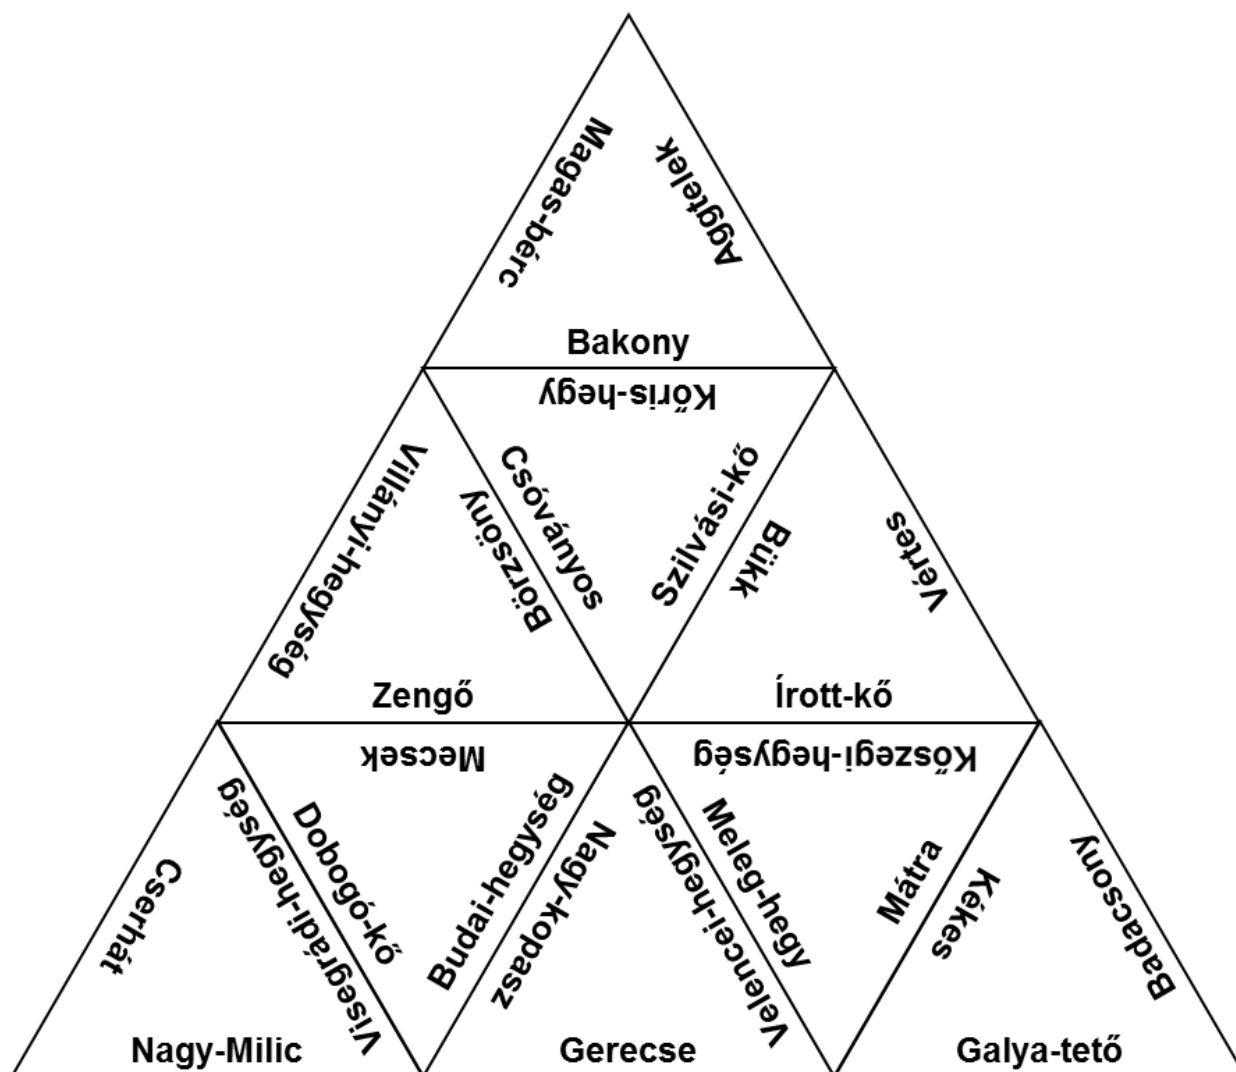 Magas-bérc
Aggtelek
Bakony
Kőris-hegy
Csóványos
Szilvási-kő
Villányi-hegység
Börzsöny
Zengő
Bükk
Vértes
Írott-kő
Mecsek
Dobogó-kő
Budai-hegység
Kőszegi-hegység
Meleg-hegy
Mátra
Cserhát
Visegrádi-hegység
Nagy-Milic
Nagy-kopasz
Velencei-hegység
Gerecse
Kékes
Badacsony
Galya-tető